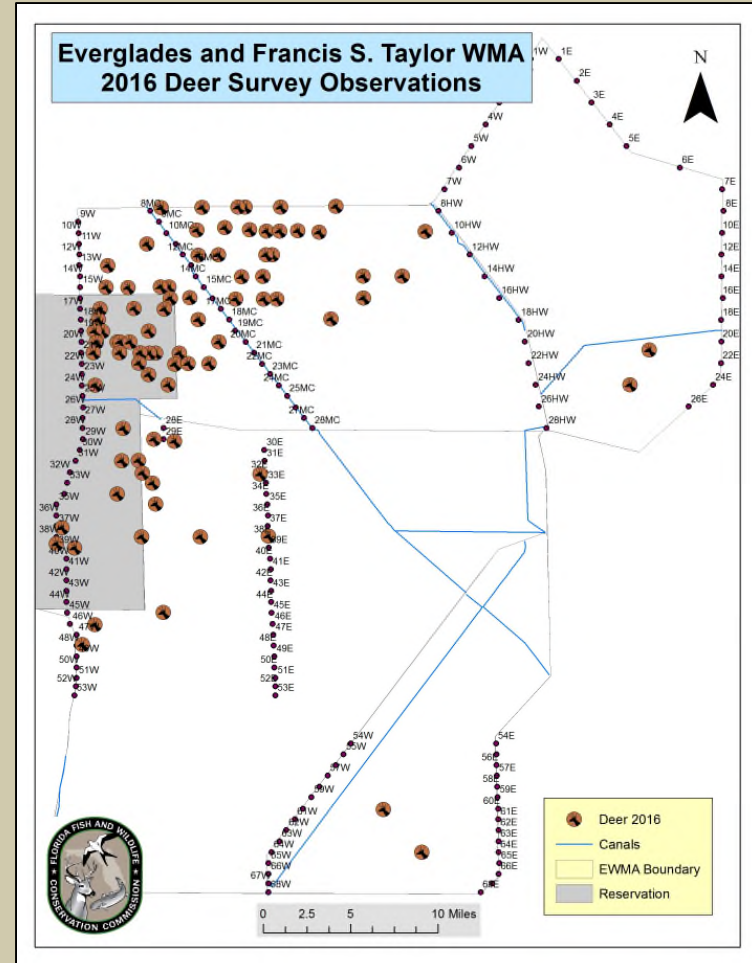 Everglades and Francis S. Taylor WMA
2016 Deer Survey Observations
N
1W
1E
2E
3E
4E
5E
6E
7E
8E
10E
12E
14E
16E
18E
20E
22E
24E
26E
4W
5W
6W
7W
8HW
10HW
12HW
14HW
16HW
18HW
20HW
22HW
24HW
26HW
28HW
8MC
9MC
10MC
12MC
14MC
15MC
17MC
18MC
19MC
20MC
21MC
22MC
23MC
24MC
25MC
27MC
28MC
9W
10W
11W
12W
13W
14W
15W
17W
18W
20W
22W
23W
24W
26W
27W
28W
29W
30W
31W
32W
33W
35W
36W
37W
38W
39W
40W
41W
42W
43W
44W
45W
46W
48W
50W
51W
52W
53W
28E
29E
30E
31E
32E
33E
34E
35E
36E
37E
38E
39E
40E
41E
42E
43E
44E
45E
46E
47E
48E
49E
50E
51E
52E
53E
54W
55W
57W
59W
61W
62W
63W
64W
65W
66W
67W
68W
54E
56E
57E
58E
59E
60E
61E
62E
63E
64E
65E
66E
68E
Deer 2016
Canals
EWMA Boundary
Reservation
0 2.5 5 10 Miles
FLORIDA FISH AND WILDLIFE
CONSERVATION COMMISSION